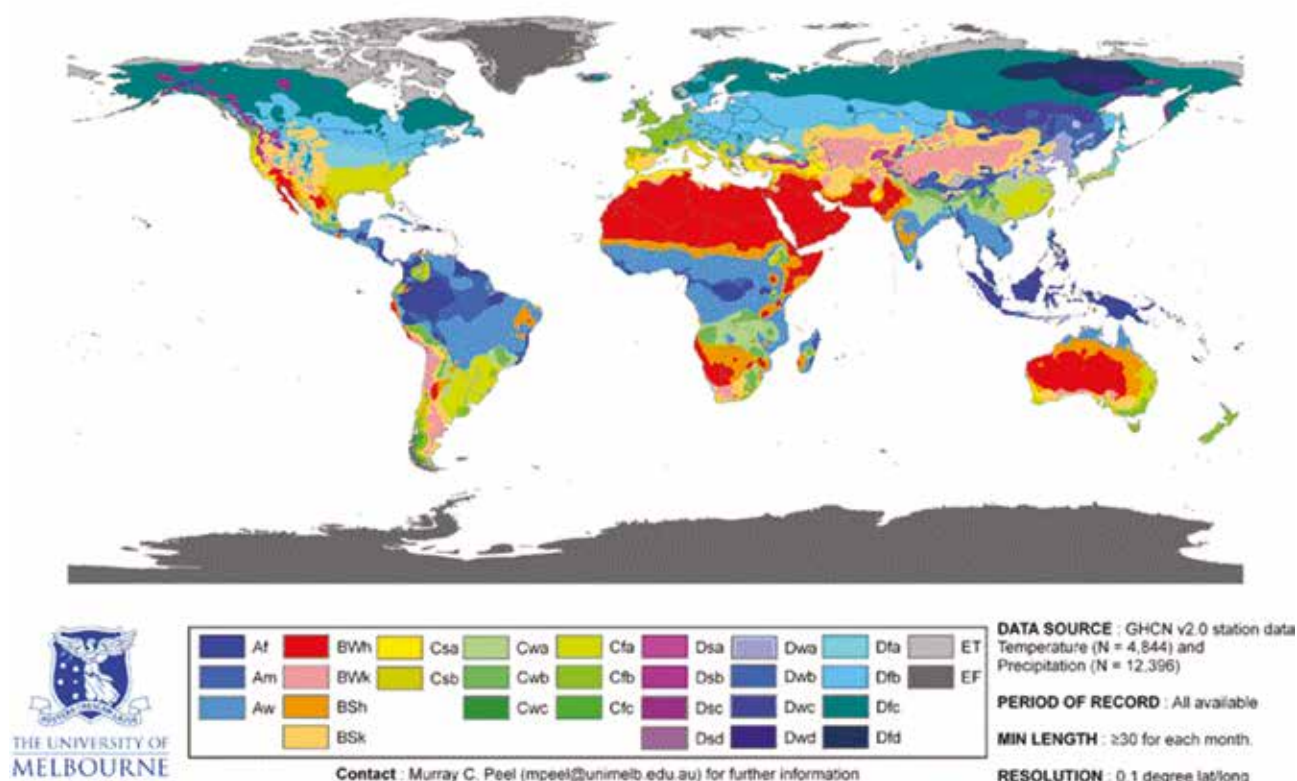 Af BWh Csa Cwa Cfa Dsa Dwa Dfa ET
Am BWk Csb Cwb Cfb Dsb Dwb Dfb EF
Aw BSh Cwc Cfc Dsc Dwc Dfc
BSk Dsd Dwd Dfd
THE UNIVERSITY OF
MELBOURNE
Contact : Murray C. Peel (mpeel@unimelb.edu.au) for further information
DATA SOURCE : GHCN v2.0 station data
Temperature (N = 4,844) and
Precipitation (N = 12,396)
PERIOD OF RECORD : All available
MIN LENGTH : ≥30 for each month.
RESOLUTION : 0.1 degree lat/long